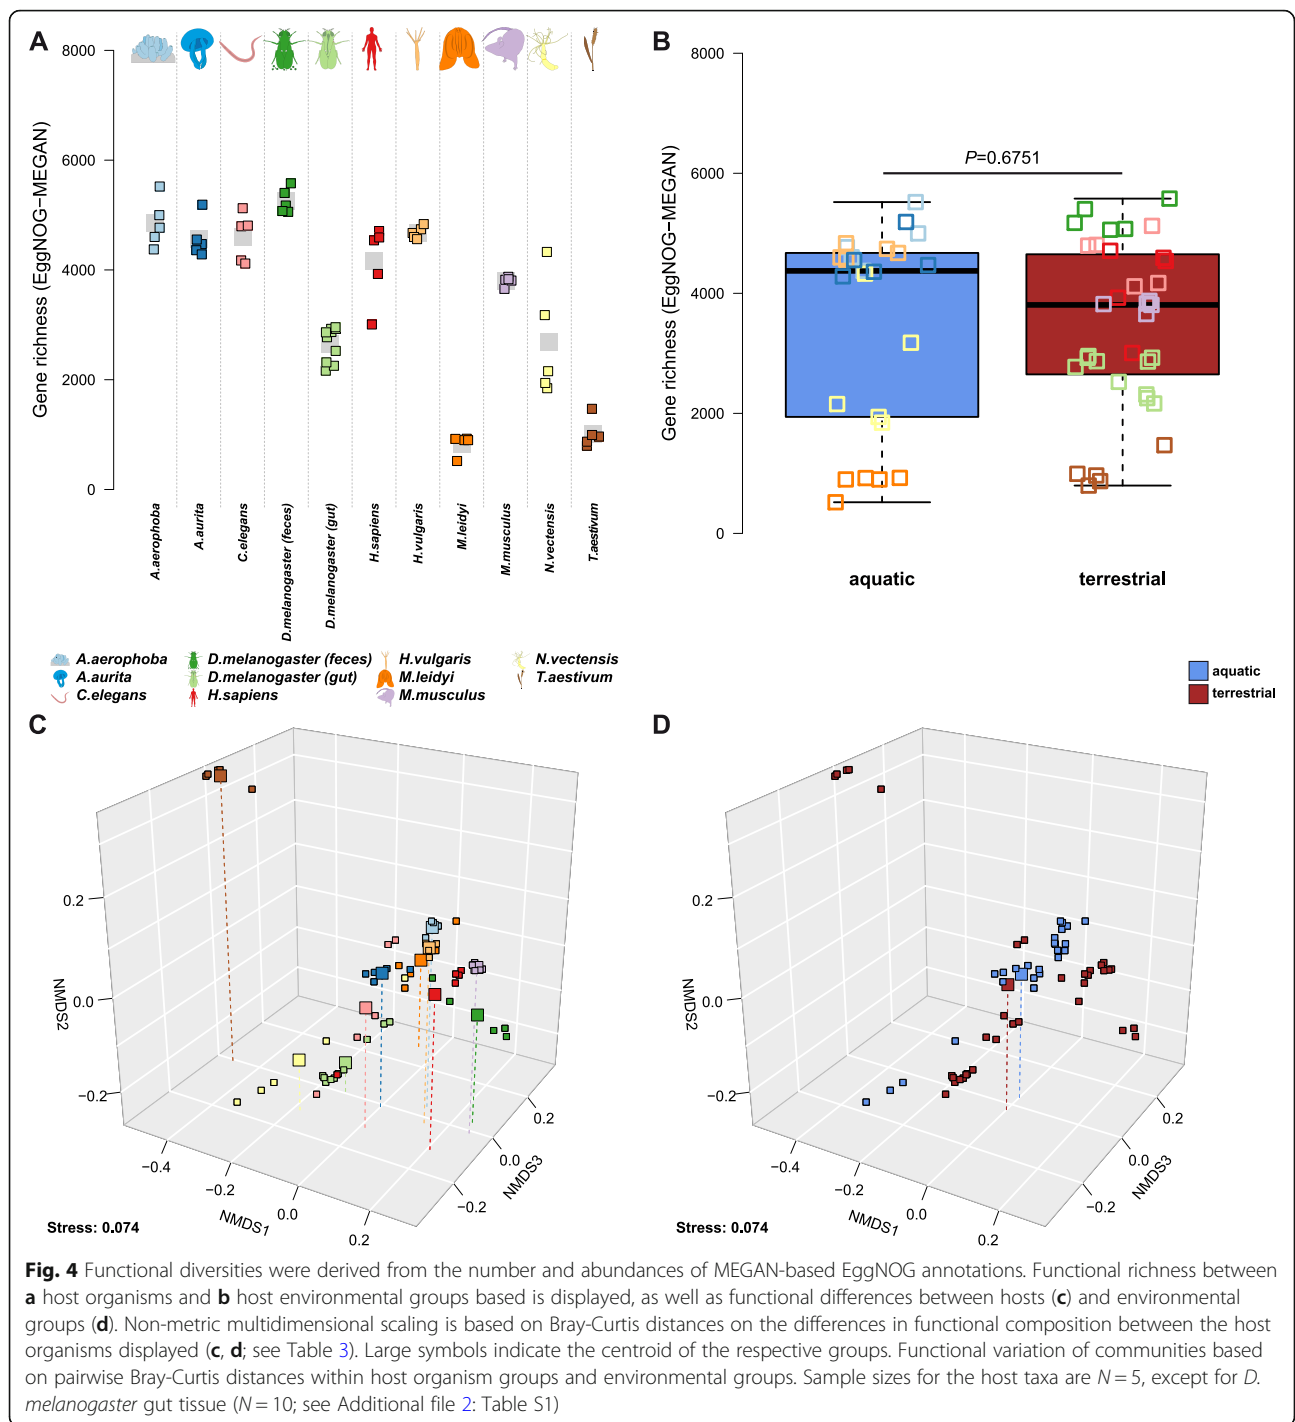 A
B
8000
6000
4000
2000
0
Gene richness (EggNOG−MEGAN)
A.aerophoba
A.aurita
C.elegans
D.melanogaster (feces)
D.melanogaster (gut)
H.sapiens
H.vulgaris
M.leidyi
M.musculus
N.vectensis
T.aestivum
8000
6000
4000
2000
0
Gene richness (EggNOG−MEGAN)
P=0.6751
aquatic
terrestrial
A.aerophoba
A.aurita
C.elegans
D.melanogaster (feces)
D.melanogaster (gut)
H.sapiens
H.vulgaris
M.leidyi
M.musculus
N.vectensis
T.aestivum
aquatic
terrestrial
C
0.2
0.0
−0.2
NMDS2
−0.4
−0.2
0.0
0.2
NMDS1
−0.2
0.0
0.2
NMDS3
Stress: 0.074
D
0.2
0.0
−0.2
NMDS2
−0.4
−0.2
0.0
0.2
NMDS1
−0.2
0.0
0.2
NMDS3
Stress: 0.074
Fig. 4 Functional diversities were derived from the number and abundances of MEGAN-based EggNOG annotations. Functional richness between
a host organisms and b host environmental groups based is displayed, as well as functional differences between hosts (c) and environmental
groups (d). Non-metric multidimensional scaling is based on Bray-Curtis distances on the differences in functional composition between the host
organisms displayed (c, d; see Table 3). Large symbols indicate the centroid of the respective groups. Functional variation of communities based
on pairwise Bray-Curtis distances within host organism groups and environmental groups. Sample sizes for the host taxa are N = 5, except for D.
melanogaster gut tissue (N = 10; see Additional file 2: Table S1)